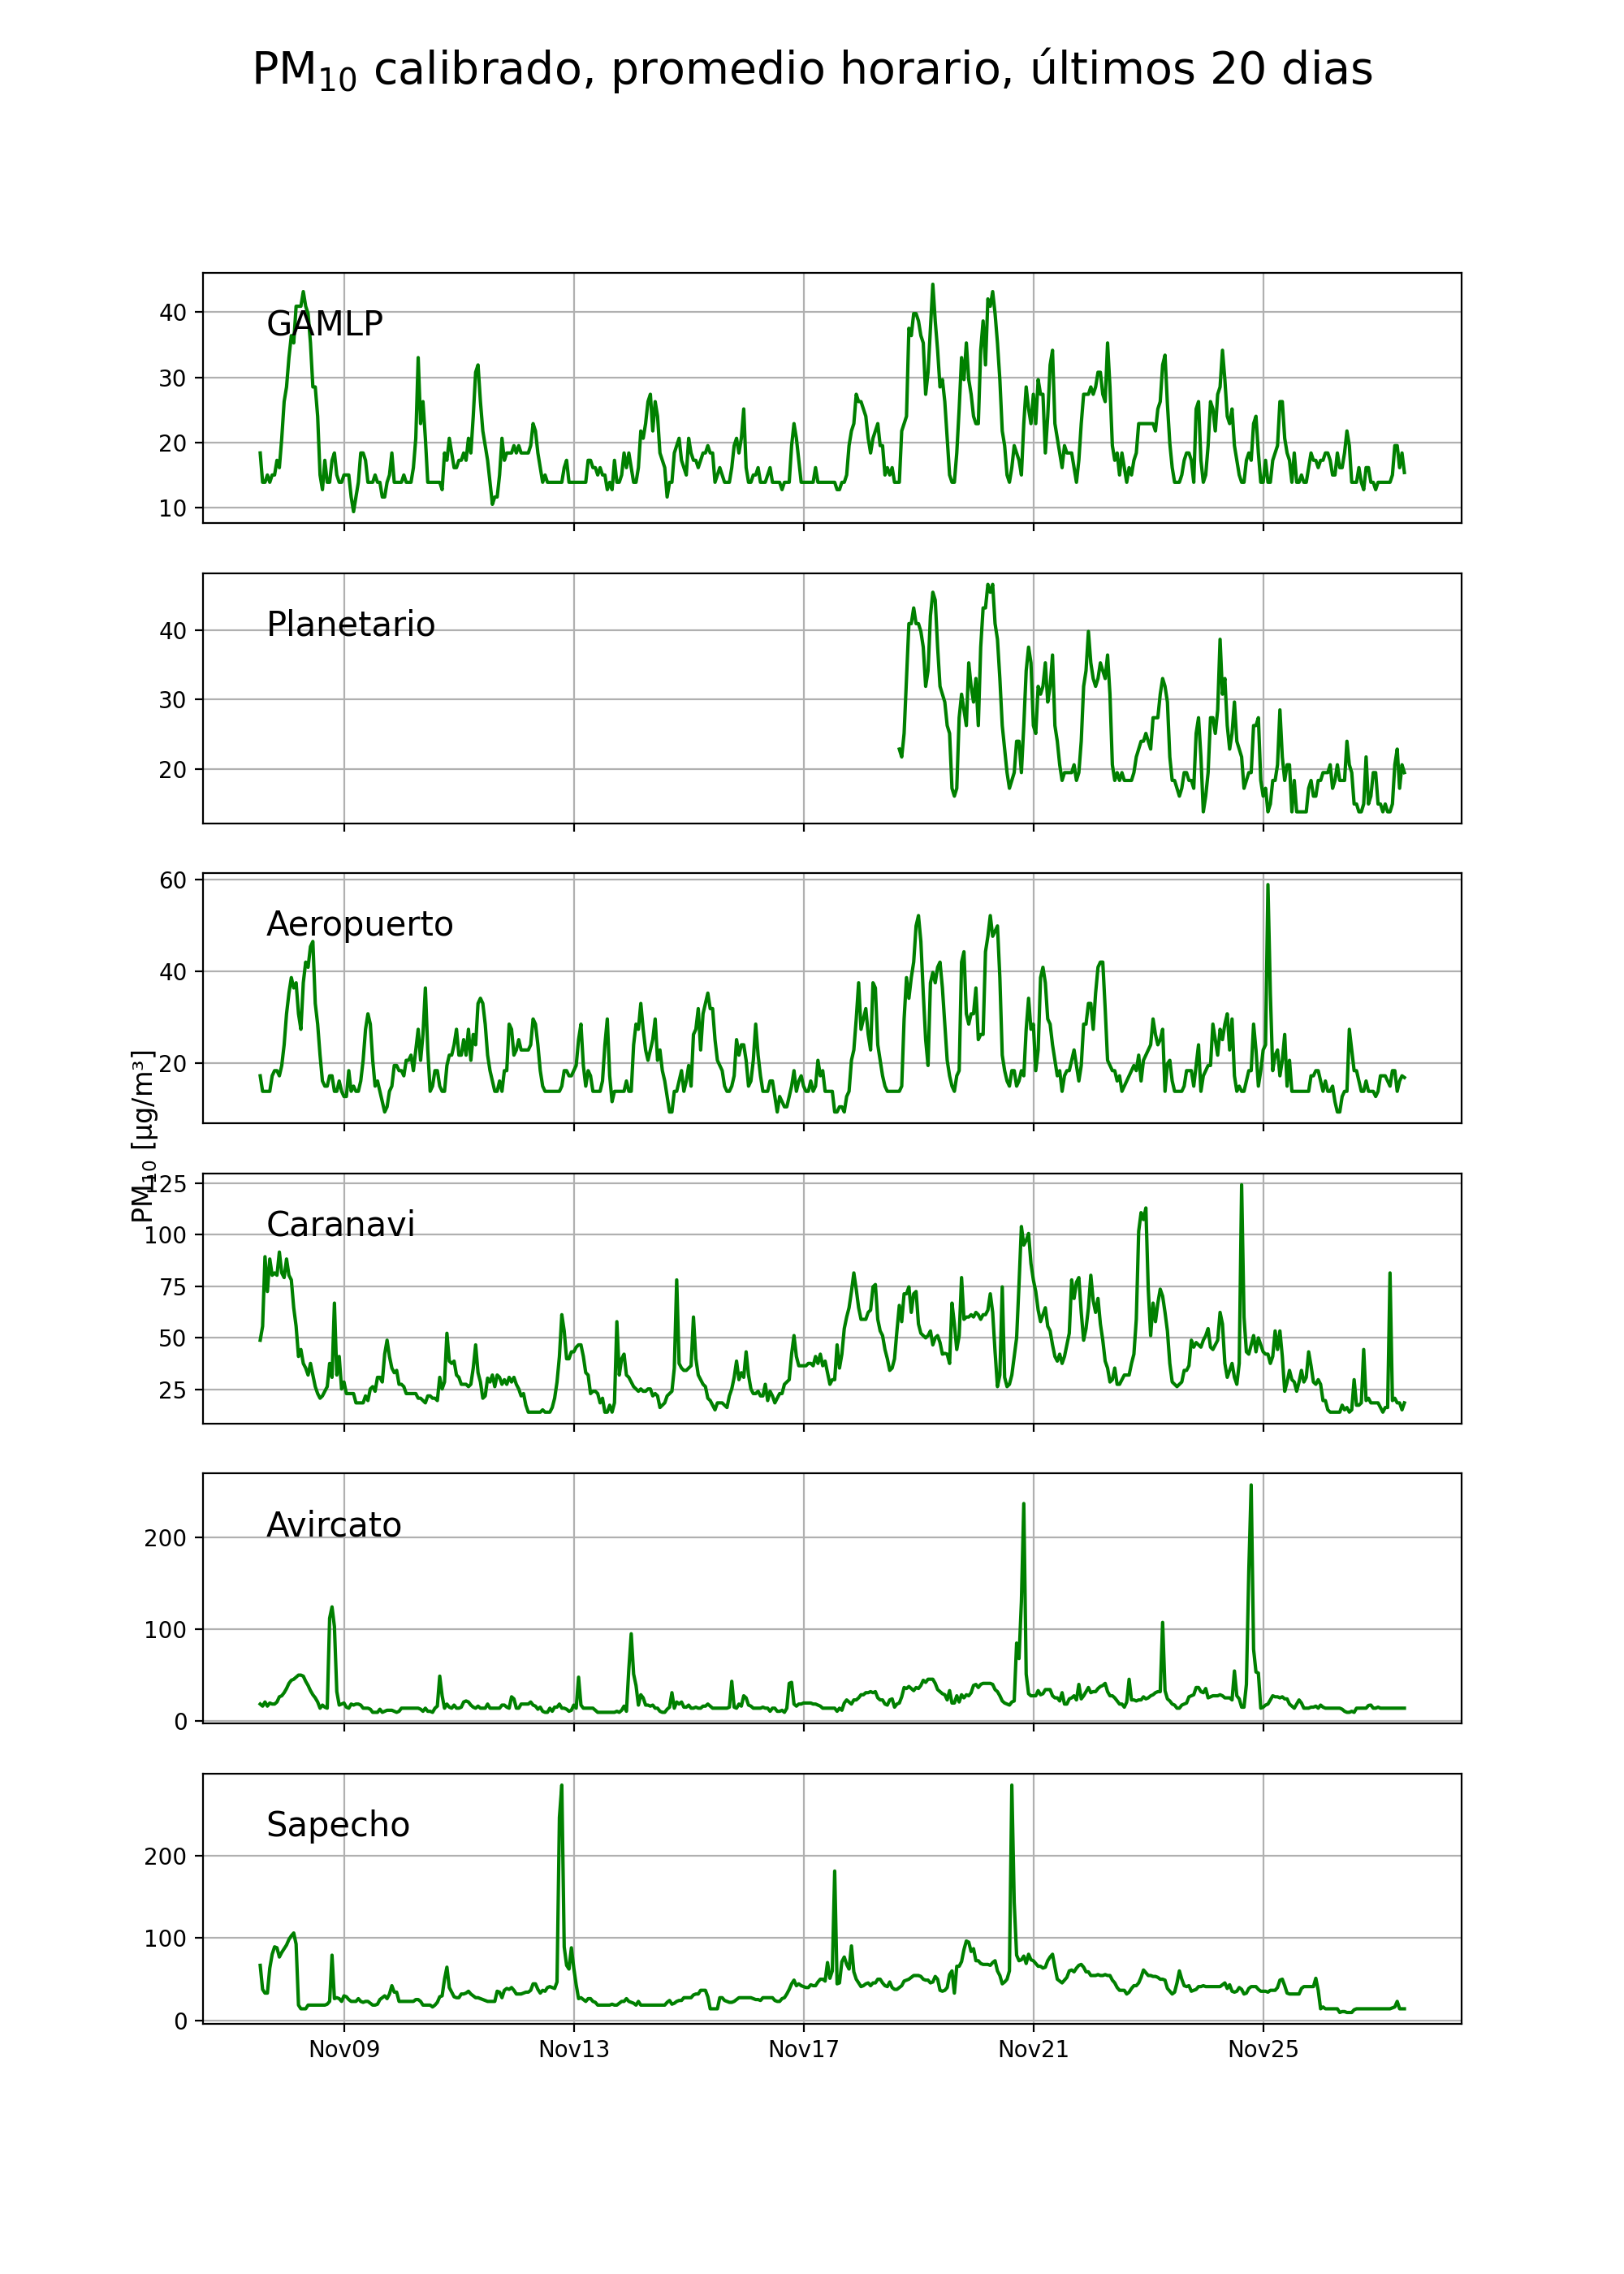 PM₁₀ calibrado, promedio horario, últimos 20 dias
GAMLP
40
30
20
10
Planetario
40
30
20
Aeropuerto
60
40
20
PM₁₀ [µg/m³]
Caranavi
125
100
75
50
25
Avircato
200
100
0
Sapecho
200
100
0
Nov09 Nov13 Nov17 Nov21 Nov25